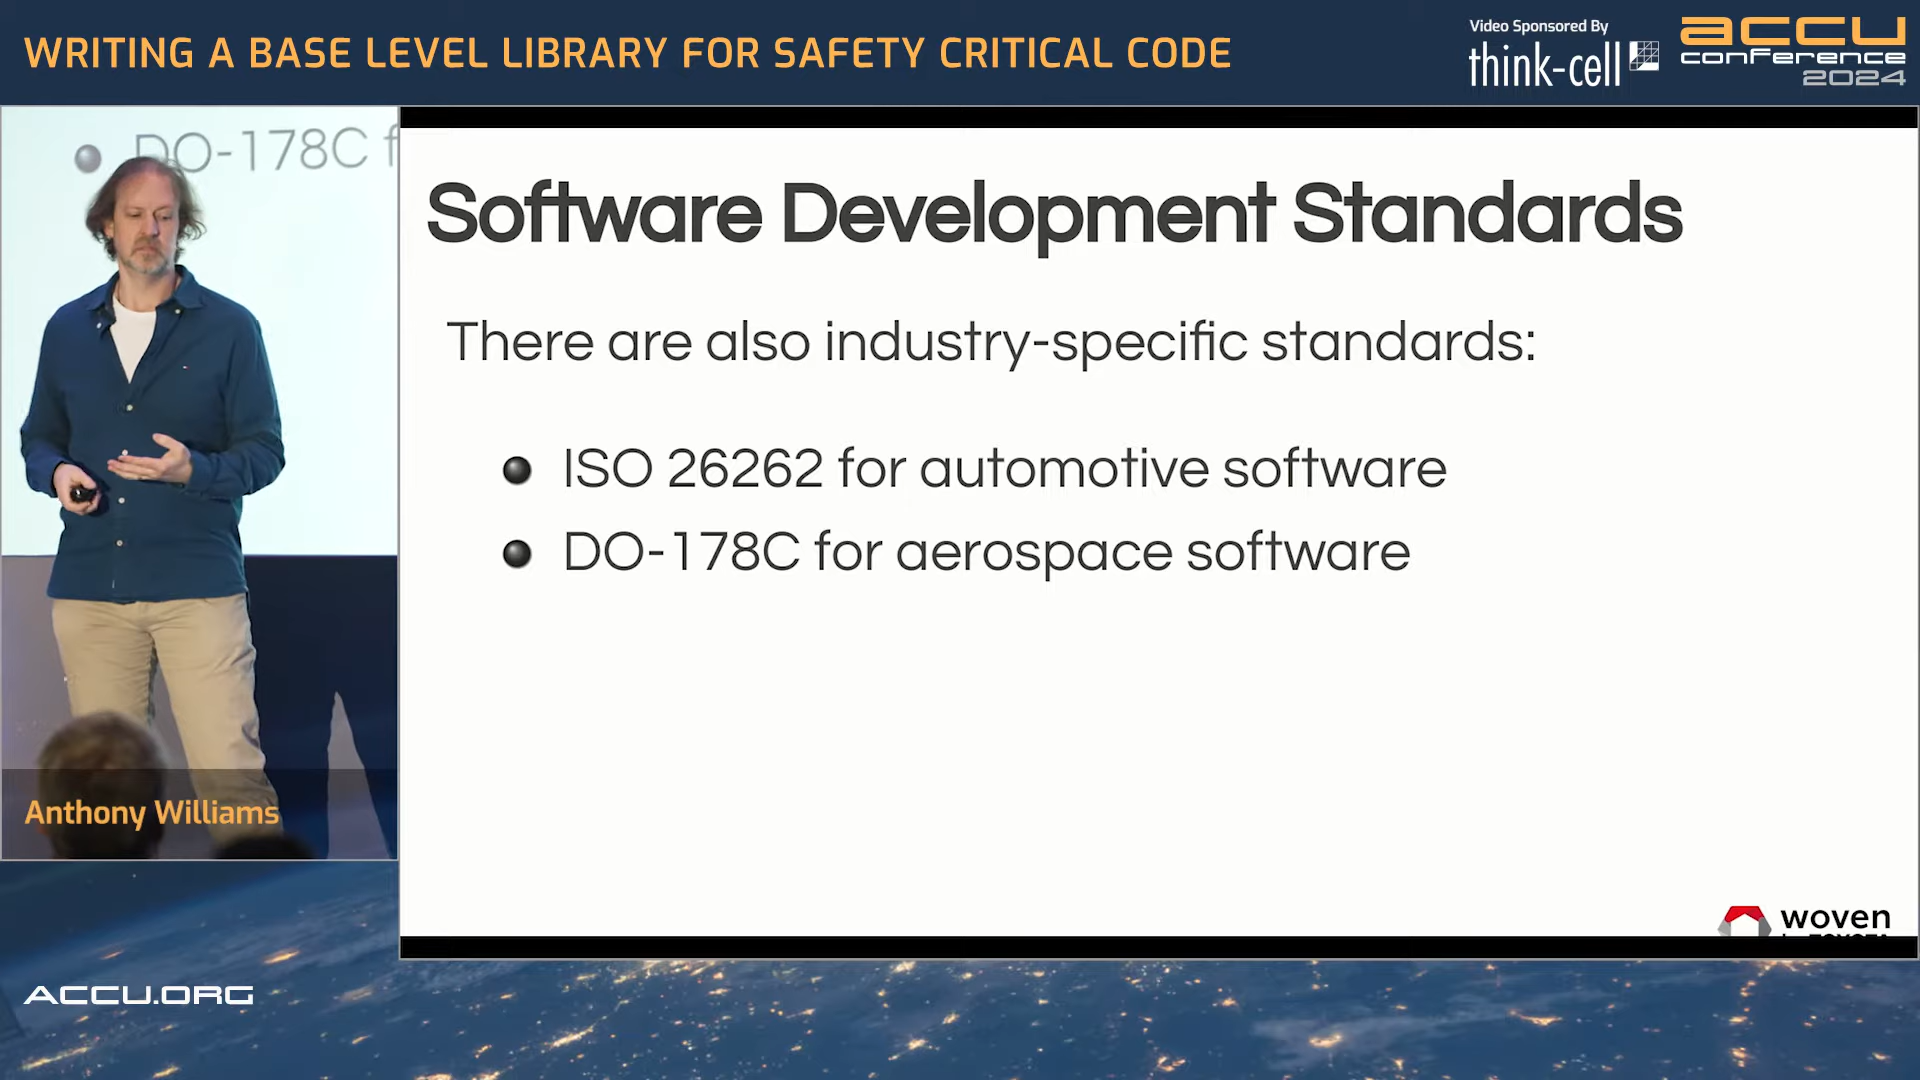 WRITING A BASE LEVEL LIBRARY FOR SAFETY CRITICAL CODE
Video Sponsored By
think-cell
accu
conference
2024
DO-178C f
Software Development Standards
There are also industry-specific standards:
ISO 26262 for automotive software
DO-178C for aerospace software
Anthony Williams
woven
ACCU.ORG